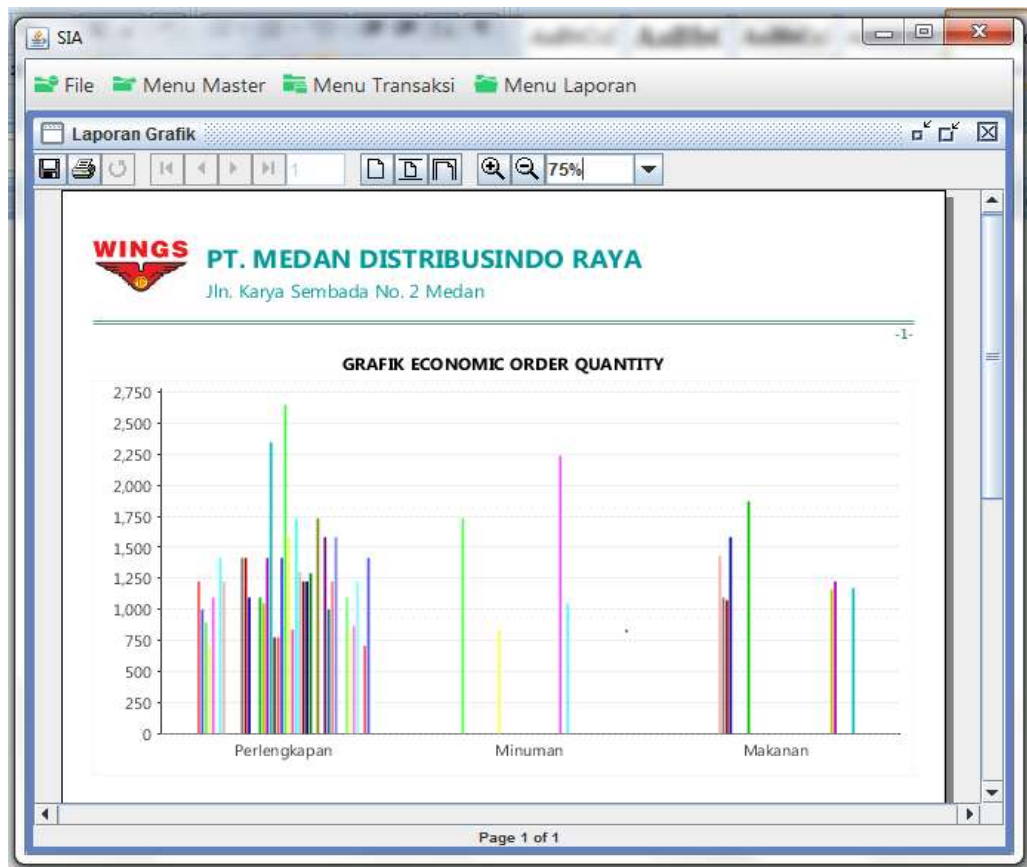 SIA
File Menu Master Menu Transaksi Menu Laporan
Laporan Grafik
1 75%
WINGS
PT. MEDAN DISTRIBUSINDO RAYA
Jln. Karya Sembada No. 2 Medan
-1-
GRAFIK ECONOMIC ORDER QUANTITY
2,750
2,500
2,250
2,000
1,750
1,500
1,250
1,000
750
500
250
0
Perlengkapan Minuman Makanan
Page 1 of 1